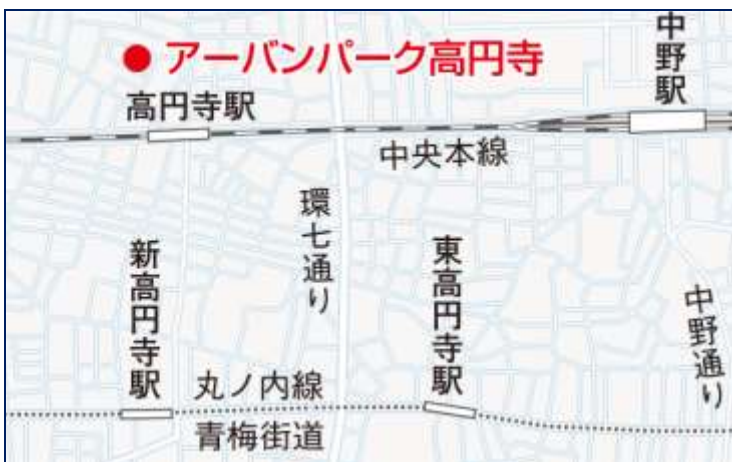 アーバンパーク高円寺
高円寺駅
中野駅
中央本線
環七通り
新高円寺駅
東高円寺駅
中野通り
丸ノ内線
青梅街道